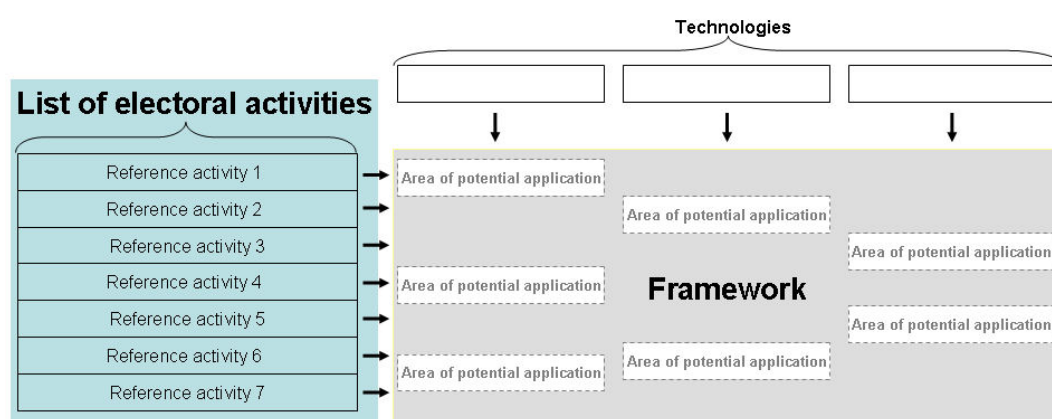 Technologies
List of electoral activities
Reference activity 1
Area of potential application
Reference activity 2
Area of potential application
Reference activity 3
Area of potential application
Reference activity 4
Area of potential application
Framework
Reference activity 5
Area of potential application
Reference activity 6
Area of potential application
Reference activity 7
Area of potential application